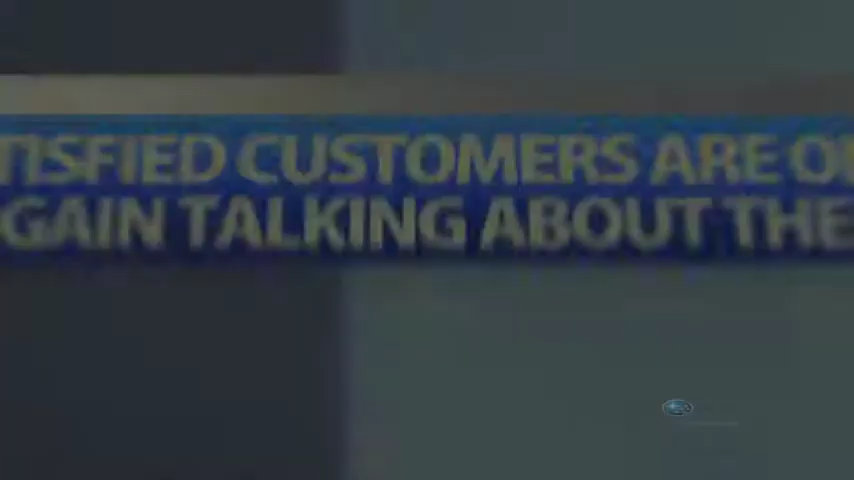 TISFIED CUSTOMERS ARE O
GAIN TALKING ABOUT THE